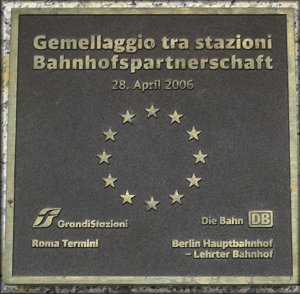 Gemellaggio tra stazioni
Bahnhofspartnerschaft
28. April 2006
GrandiStazioni
Die Bahn DB
Roma Termini
Berlin Hauptbahnhof
– Lehrter Bahnhof